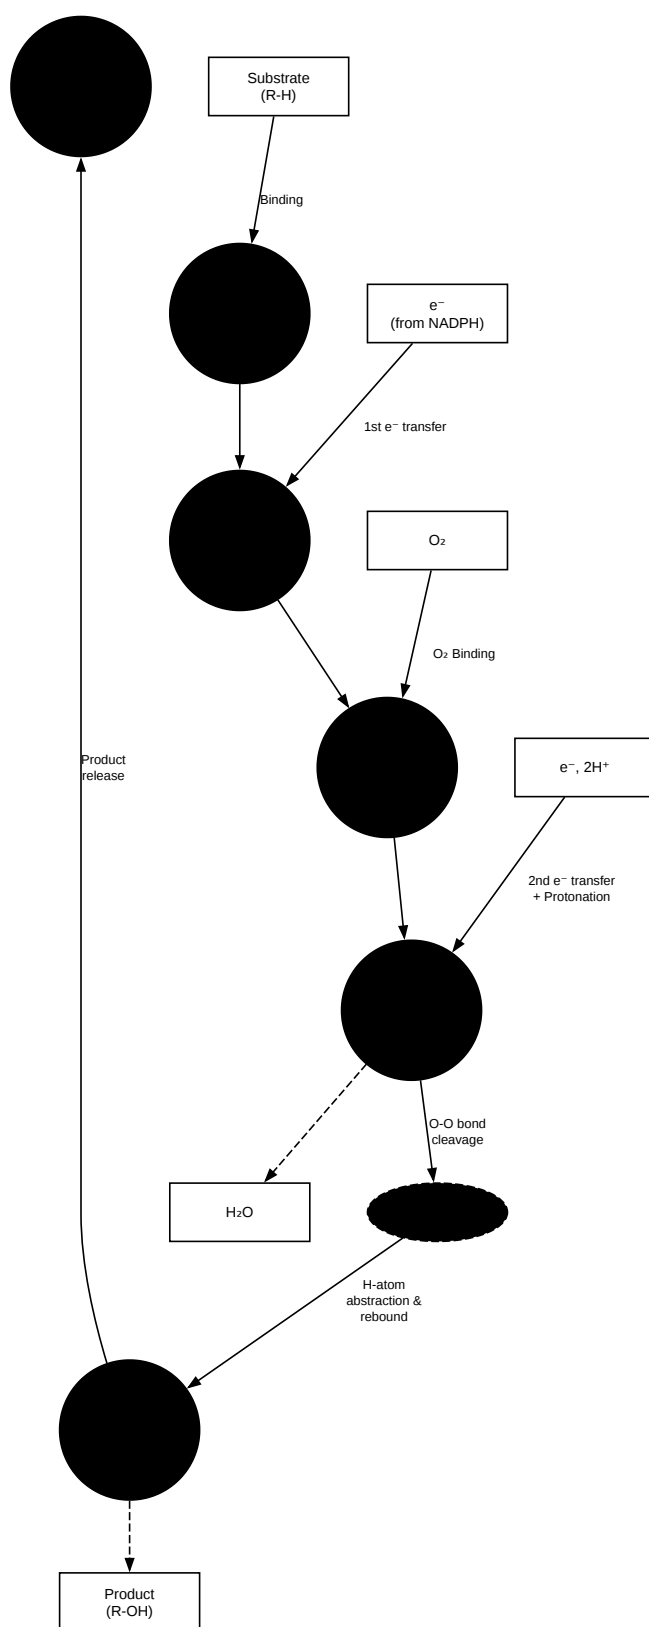 Substrate
(R-H)
Binding
e⁻
(from NADPH)
1st e⁻ transfer
O₂
O₂ Binding
Product
release
e⁻, 2H⁺
2nd e⁻ transfer
+ Protonation
O-O bond
cleavage
H₂O
H-atom
abstraction &
rebound
Product
(R-OH)